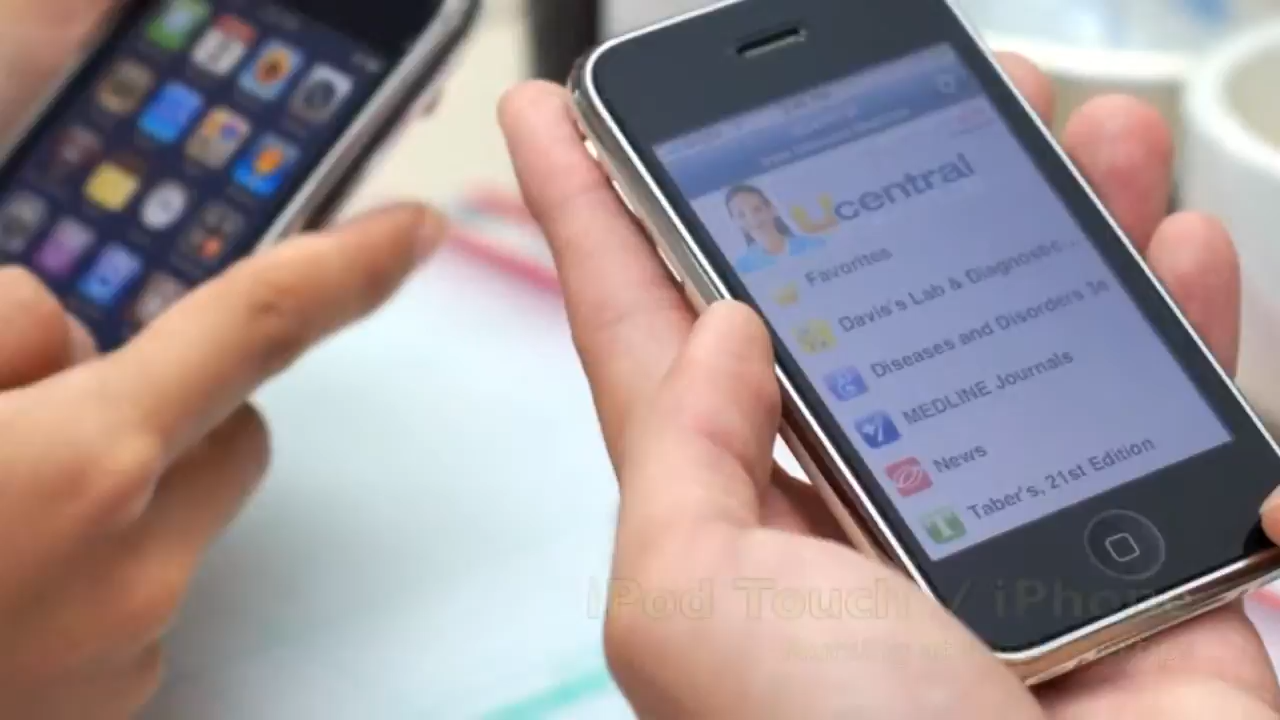 Ucentral
Favorites
Davis's Lab & Diagnostic...
Diseases and Disorders 3e
MEDLINE Journals
News
Taber's, 21st Edition
iPod Touch / iPhone